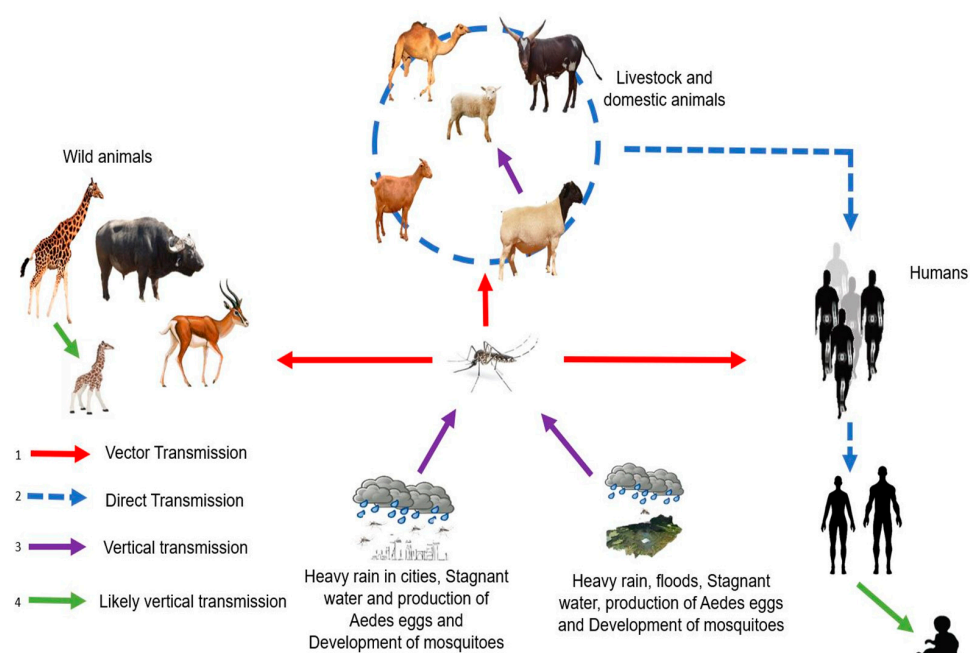 Livestock and
domestic animals
Wild animals
Humans
1 Vector Transmission
2 Direct Transmission
3 Vertical transmission
4 Likely vertical transmission
Heavy rain in cities, Stagnant
water and production of
Aedes eggs and
Development of mosquitoes
Heavy rain, floods, Stagnant
water, production of Aedes eggs
and Development of mosquitoes